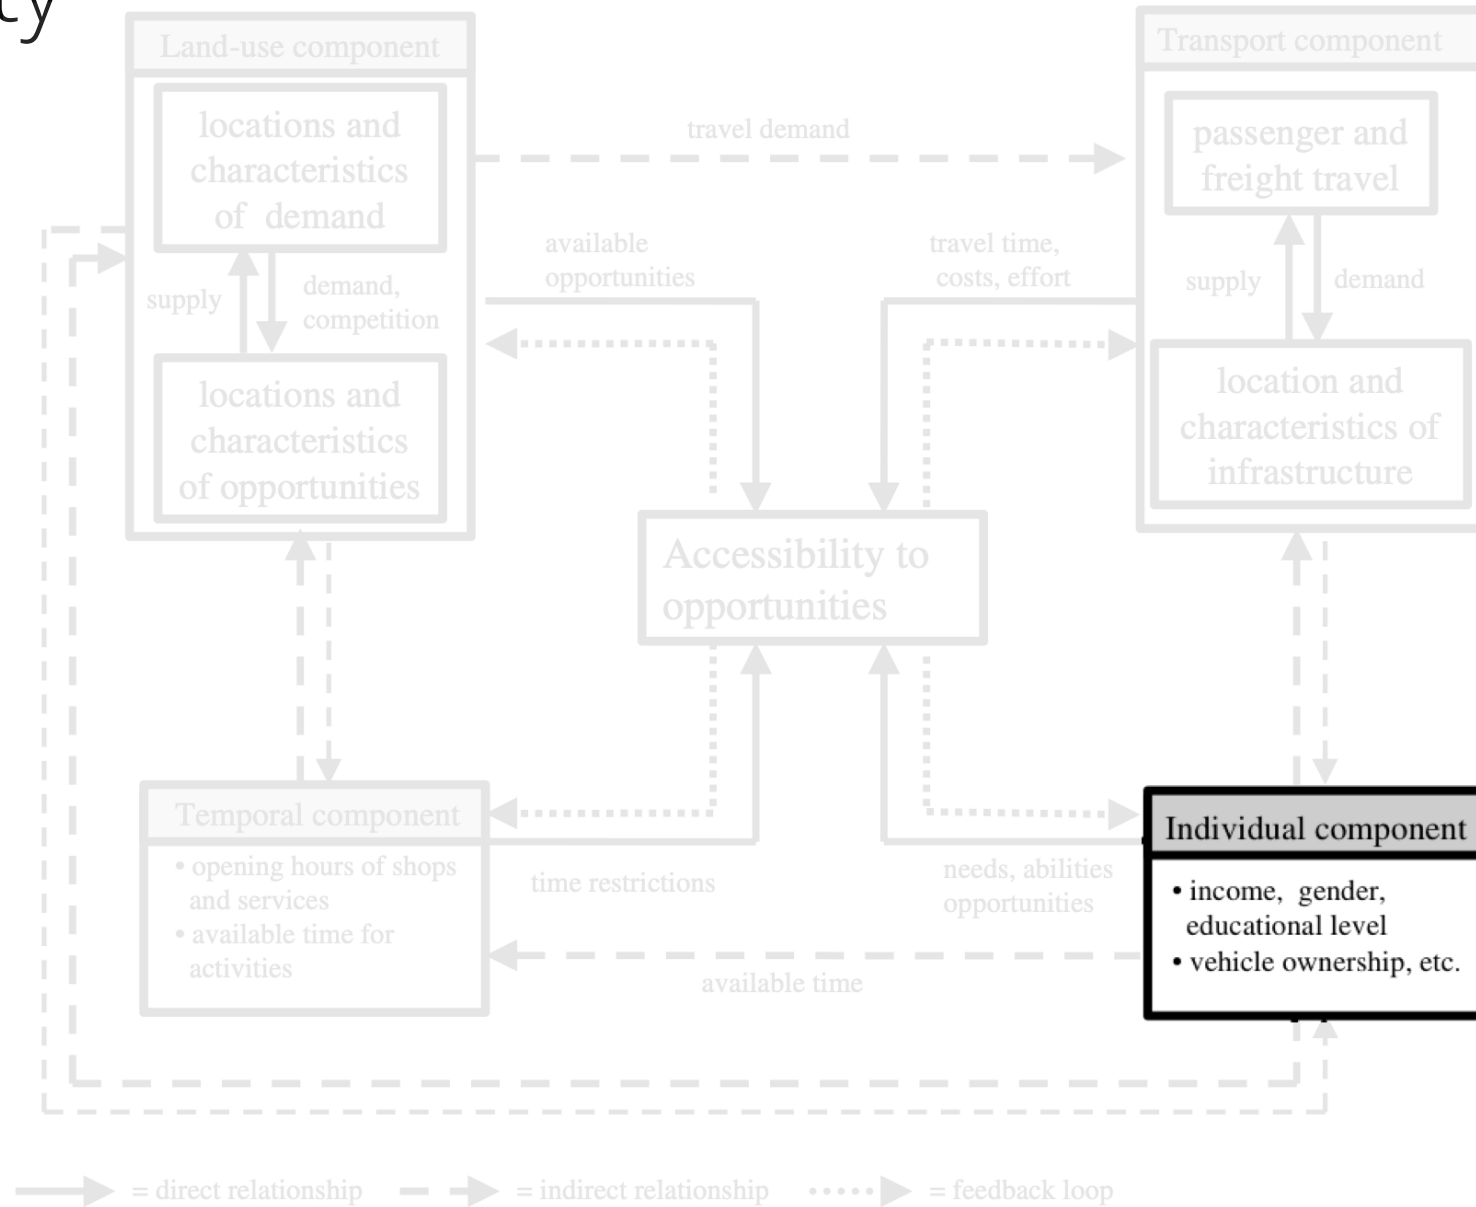 ty
Land-use component
locations and
characteristics
of demand
supply
demand,
competition
locations and
characteristics
of opportunities
travel demand
available
opportunities
travel time,
costs, effort
Transport component
passenger and
freight travel
supply
demand
location and
characteristics of
infrastructure
Accessibility to
opportunities
Temporal component
• opening hours of shops
and services
• available time for
activities
time restrictions
needs, abilities
opportunities
available time
Individual component
• income, gender,
educational level
• vehicle ownership, etc.
= direct relationship
= indirect relationship
= feedback loop